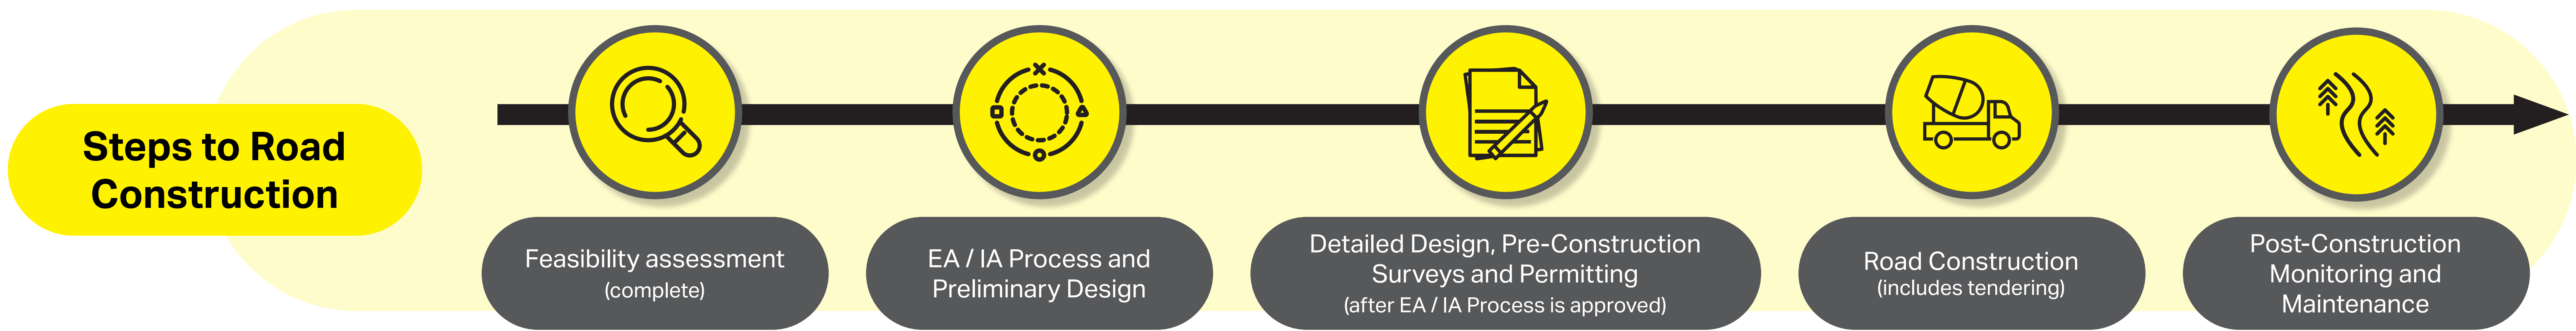 Steps to Road
Construction
Feasibility assessment
(complete)
EA / IA Process and
Preliminary Design
Detailed Design, Pre-Construction
Surveys and Permitting
(after EA / IA Process is approved)
Road Construction
(includes tendering)
Post-Construction
Monitoring and
Maintenance